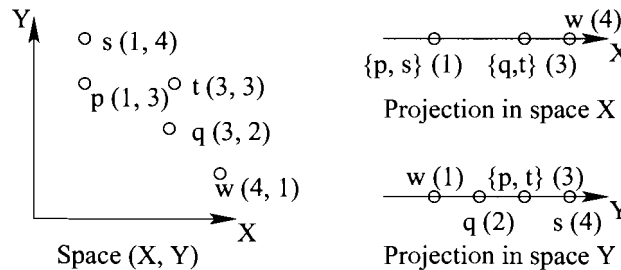 Y
s (1, 4)
p (1, 3)
t (3, 3)
q (3, 2)
w (4, 1)
X
Space (X, Y)
w (4)
X
{p, s} (1)
{q,t} (3)
Projection in space X
w (1)
{p, t} (3)
Y
q (2)
s (4)
Projection in space Y